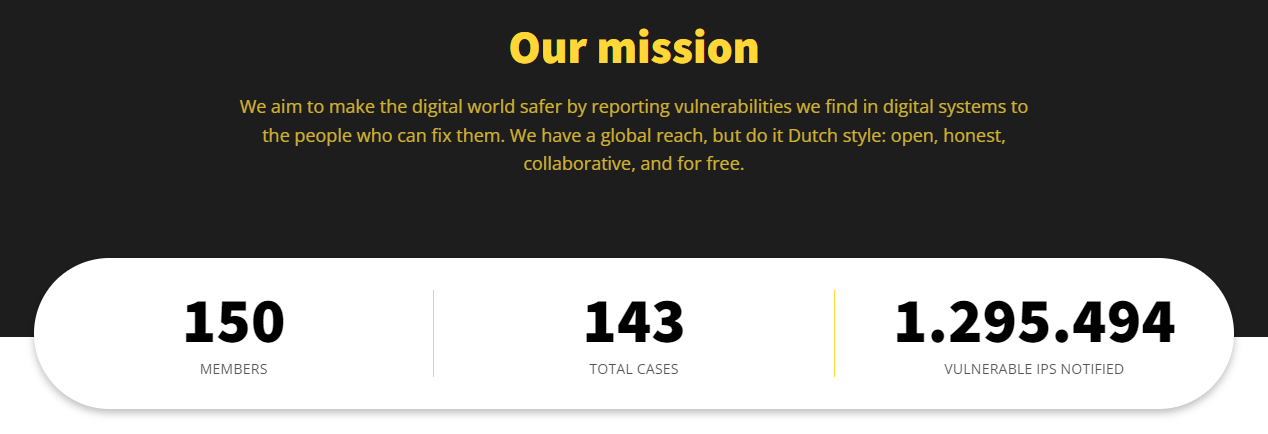 Our mission
We aim to make the digital world safer by reporting vulnerabilities we find in digital systems to
the people who can fix them. We have a global reach, but do it Dutch style: open, honest,
collaborative, and for free.
150
MEMBERS
143
TOTAL CASES
1.295.494
VULNERABLE IPS NOTIFIED